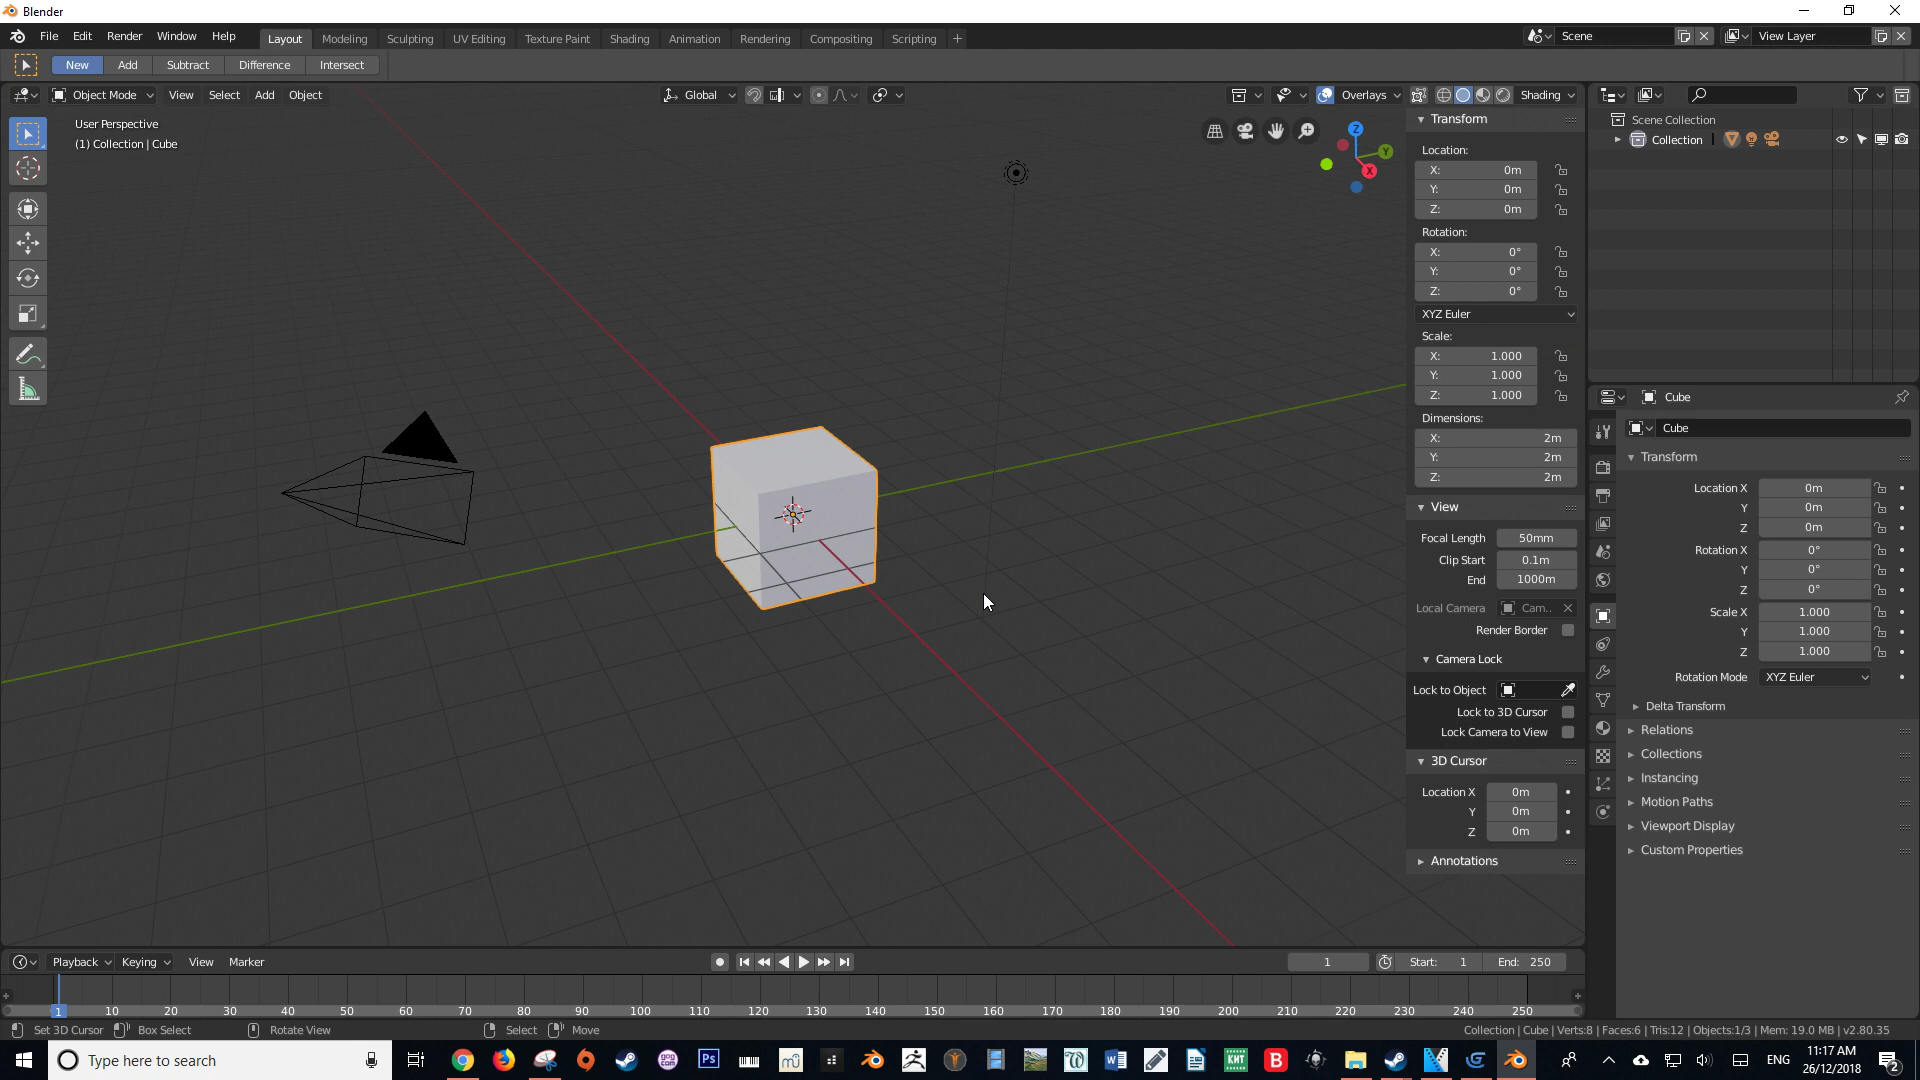 Blender
File Edit Render Window Help Layout Modeling Sculpting UV Editing Texture Paint Shading Animation Rendering Compositing Scripting + Scene View Layer
New Add Subtract Difference Intersect
Object Mode View Select Add Object Global Overlays Shading
User Perspective
(1) Collection | Cube
Z
Y
X
Transform
Location:
X: 0m
Y: 0m
Z: 0m
Rotation:
X: 0°
Y: 0°
Z: 0°
XYZ Euler
Scale:
X: 1.000
Y: 1.000
Z: 1.000
Dimensions:
X: 2m
Y: 2m
Z: 2m
View
Focal Length 50mm
Clip Start 0.1m
End 1000m
Local Camera Cam..
Render Border
Camera Lock
Lock to Object
Lock to 3D Cursor
Lock Camera to View
3D Cursor
Location X 0m
Y 0m
Z 0m
Annotations
Scene Collection
Collection
Cube
Cube
Transform
Location X 0m
Y 0m
Z 0m
Rotation X 0°
Y 0°
Z 0°
Scale X 1.000
Y 1.000
Z 1.000
Rotation Mode XYZ Euler
Delta Transform
Relations
Collections
Instancing
Motion Paths
Viewport Display
Custom Properties
Playback Keying View Marker 1 Start: 1 End: 250
1 10 20 30 40 50 60 70 80 90 100 110 120 130 140 150 160 170 180 190 200 210 220 230 240 250
Set 3D Cursor Box Select Rotate View Select Move Collection | Cube | Verts:8 | Faces:6 | Tris:12 | Objects:1/3 | Mem: 19.0 MB | v2.80.35
Type here to search Ps W KHT B ENG 11:17 AM
26/12/2018 2